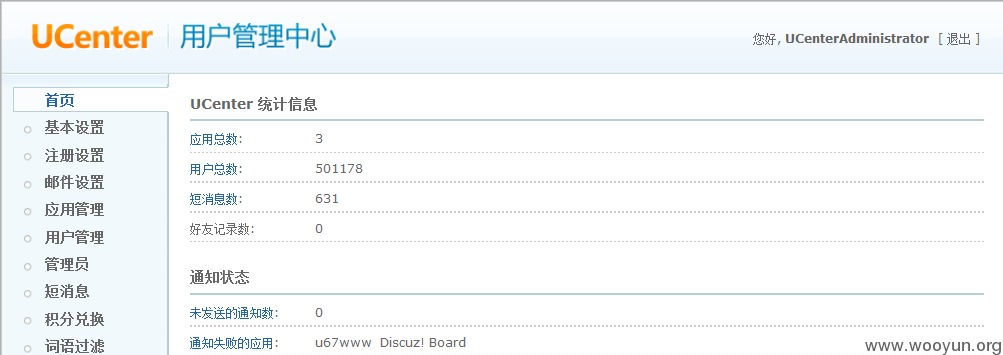 UCenter 用户管理中心
您好, UCenterAdministrator [ 退出 ]
首页
基本设置
注册设置
邮件设置
应用管理
用户管理
管理员
短消息
积分兑换
词语过滤
UCenter 统计信息
应用总数: 3
用户总数: 501178
短消息数: 631
好友记录数: 0
通知状态
未发送的通知数: 0
通知失败的应用: u67www Discuz! Board
www.wooyun.org